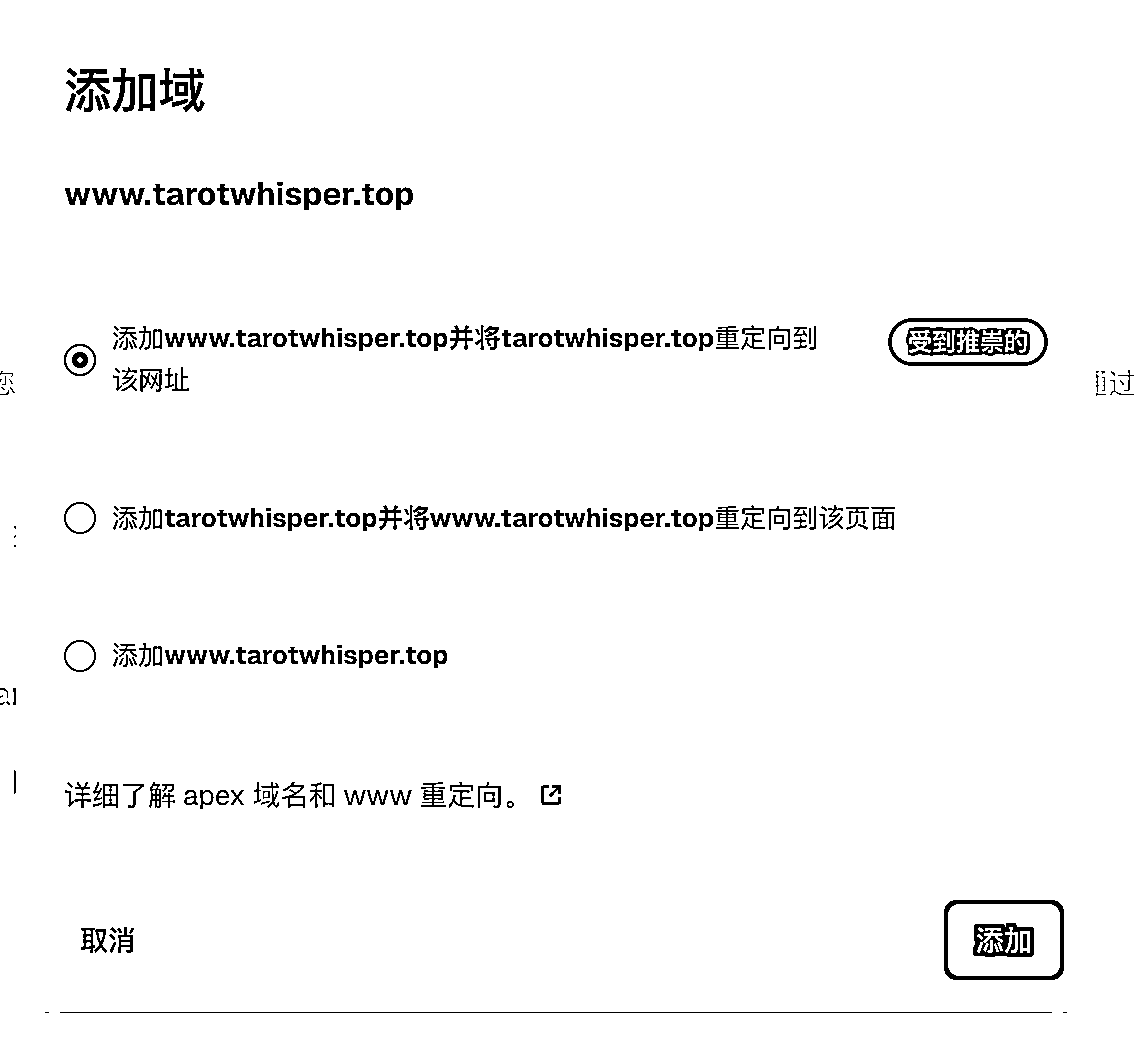 添加域
www.tarotwhisper.top
添加www.tarotwhisper.top并将tarotwhisper.top重定向到
该网址
受到推崇的
您
通过
添加tarotwhisper.top并将www.tarotwhisper.top重定向到该页面
添加www.tarotwhisper.top
详细了解 apex 域名和 www 重定向。
取消
添加